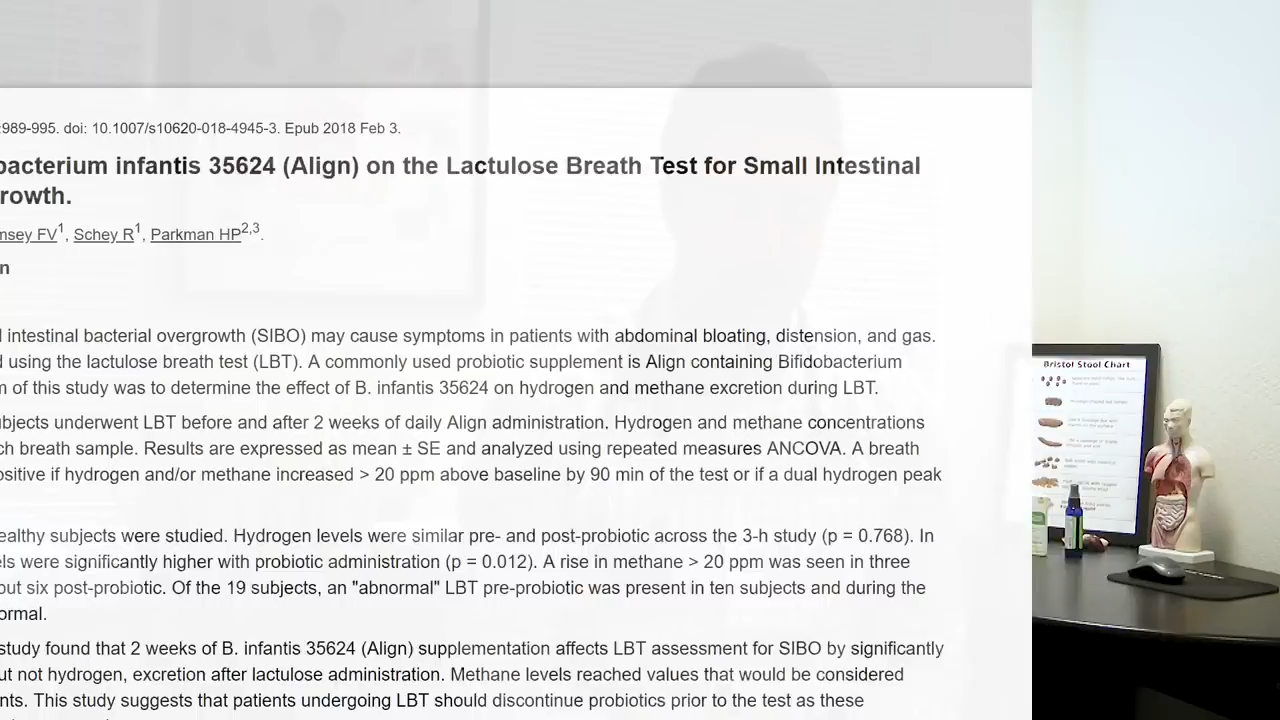 :989-995. doi: 10.1007/s10620-018-4945-3. Epub 2018 Feb 3.
bacterium infantis 35624 (Align) on the Lactulose Breath Test for Small Intestinal
rowth.
msey FV1, Schey R1, Parkman HP2,3.
n
l intestinal bacterial overgrowth (SIBO) may cause symptoms in patients with abdominal bloating, distension, and gas.
d using the lactulose breath test (LBT). A commonly used probiotic supplement is Align containing Bifidobacterium
m of this study was to determine the effect of B. infantis 35624 on hydrogen and methane excretion during LBT.
ubjects underwent LBT before and after 2 weeks of daily Align administration. Hydrogen and methane concentrations
ch breath sample. Results are expressed as mean ± SE and analyzed using repeated measures ANCOVA. A breath
ositive if hydrogen and/or methane increased > 20 ppm above baseline by 90 min of the test or if a dual hydrogen peak
ealthy subjects were studied. Hydrogen levels were similar pre- and post-probiotic across the 3-h study (p = 0.768). In
els were significantly higher with probiotic administration (p = 0.012). A rise in methane > 20 ppm was seen in three
but six post-probiotic. Of the 19 subjects, an "abnormal" LBT pre-probiotic was present in ten subjects and during the
ormal.
study found that 2 weeks of B. infantis 35624 (Align) supplementation affects LBT assessment for SIBO by significantly
ut not hydrogen, excretion after lactulose administration. Methane levels reached values that would be considered
nts. This study suggests that patients undergoing LBT should discontinue probiotics prior to the test as these
Bristol Stool Chart